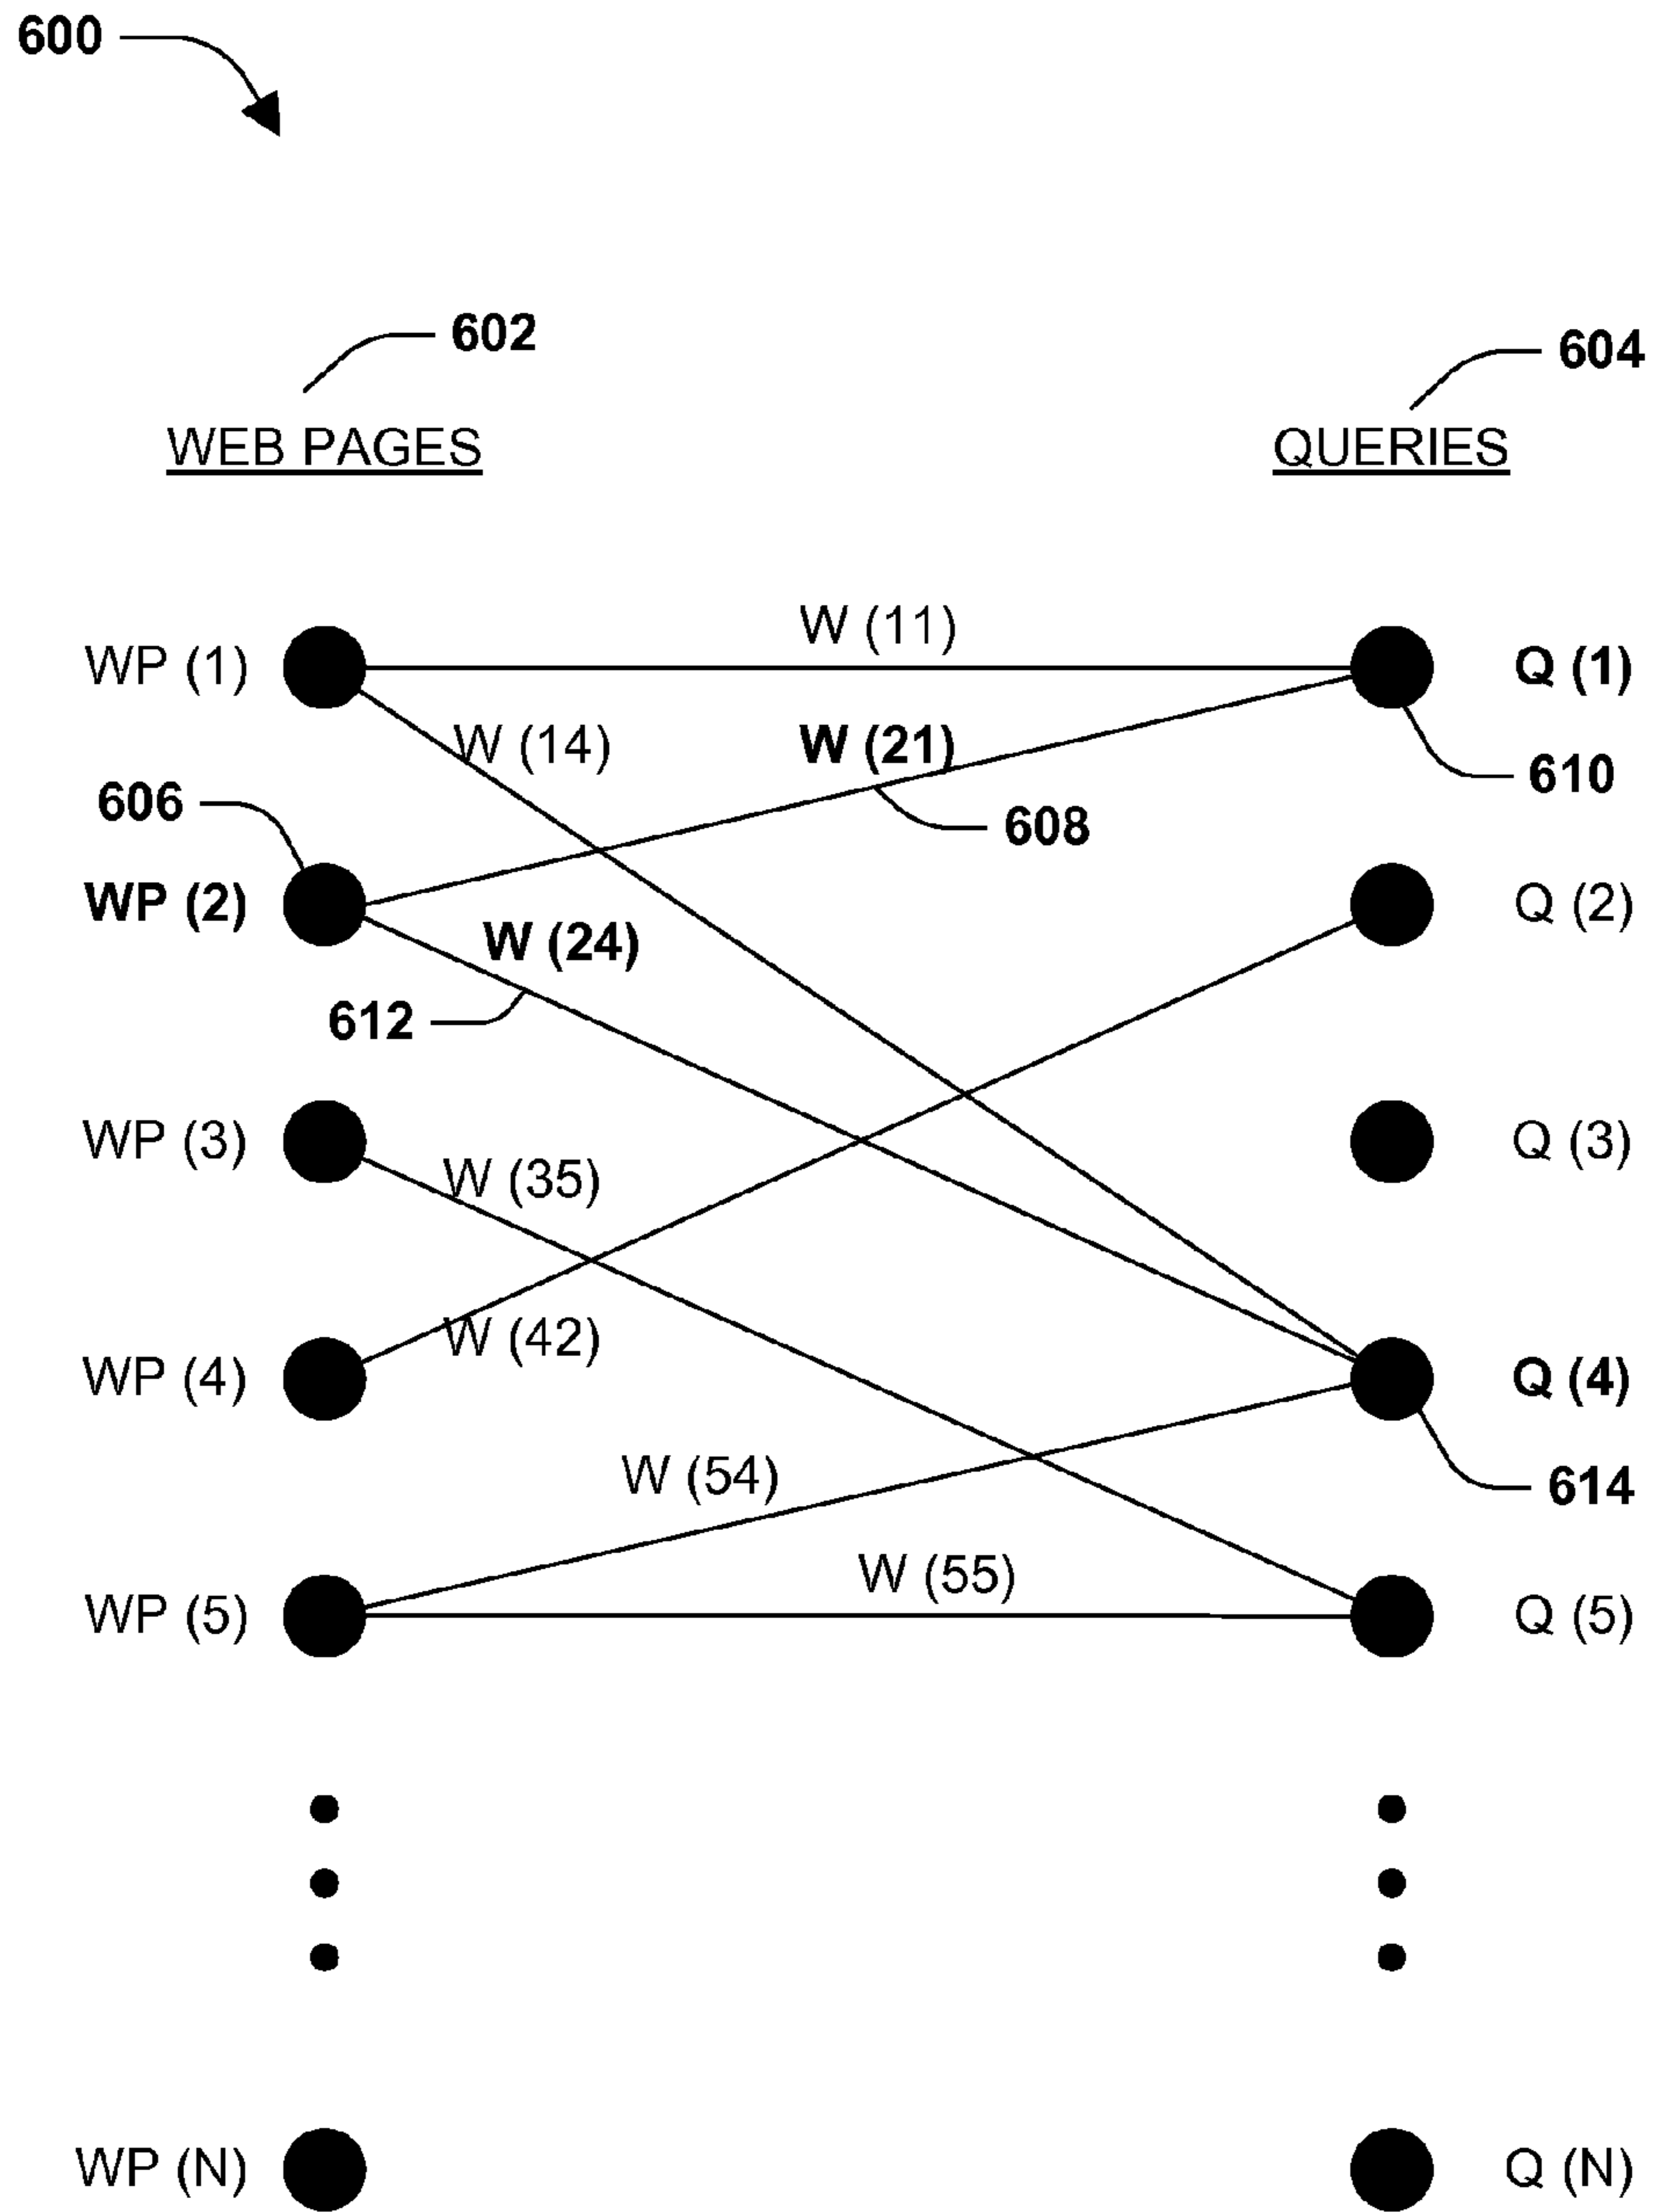 600
602
604
WEB PAGES
QUERIES
W (11)
WP (1)
Q (1)
W (14)
W (21)
610
606
608
WP (2)
Q (2)
W (24)
612
WP (3)
Q (3)
W (35)
W (42)
WP (4)
Q (4)
W (54)
614
W (55)
WP (5)
Q (5)
WP (N)
Q (N)